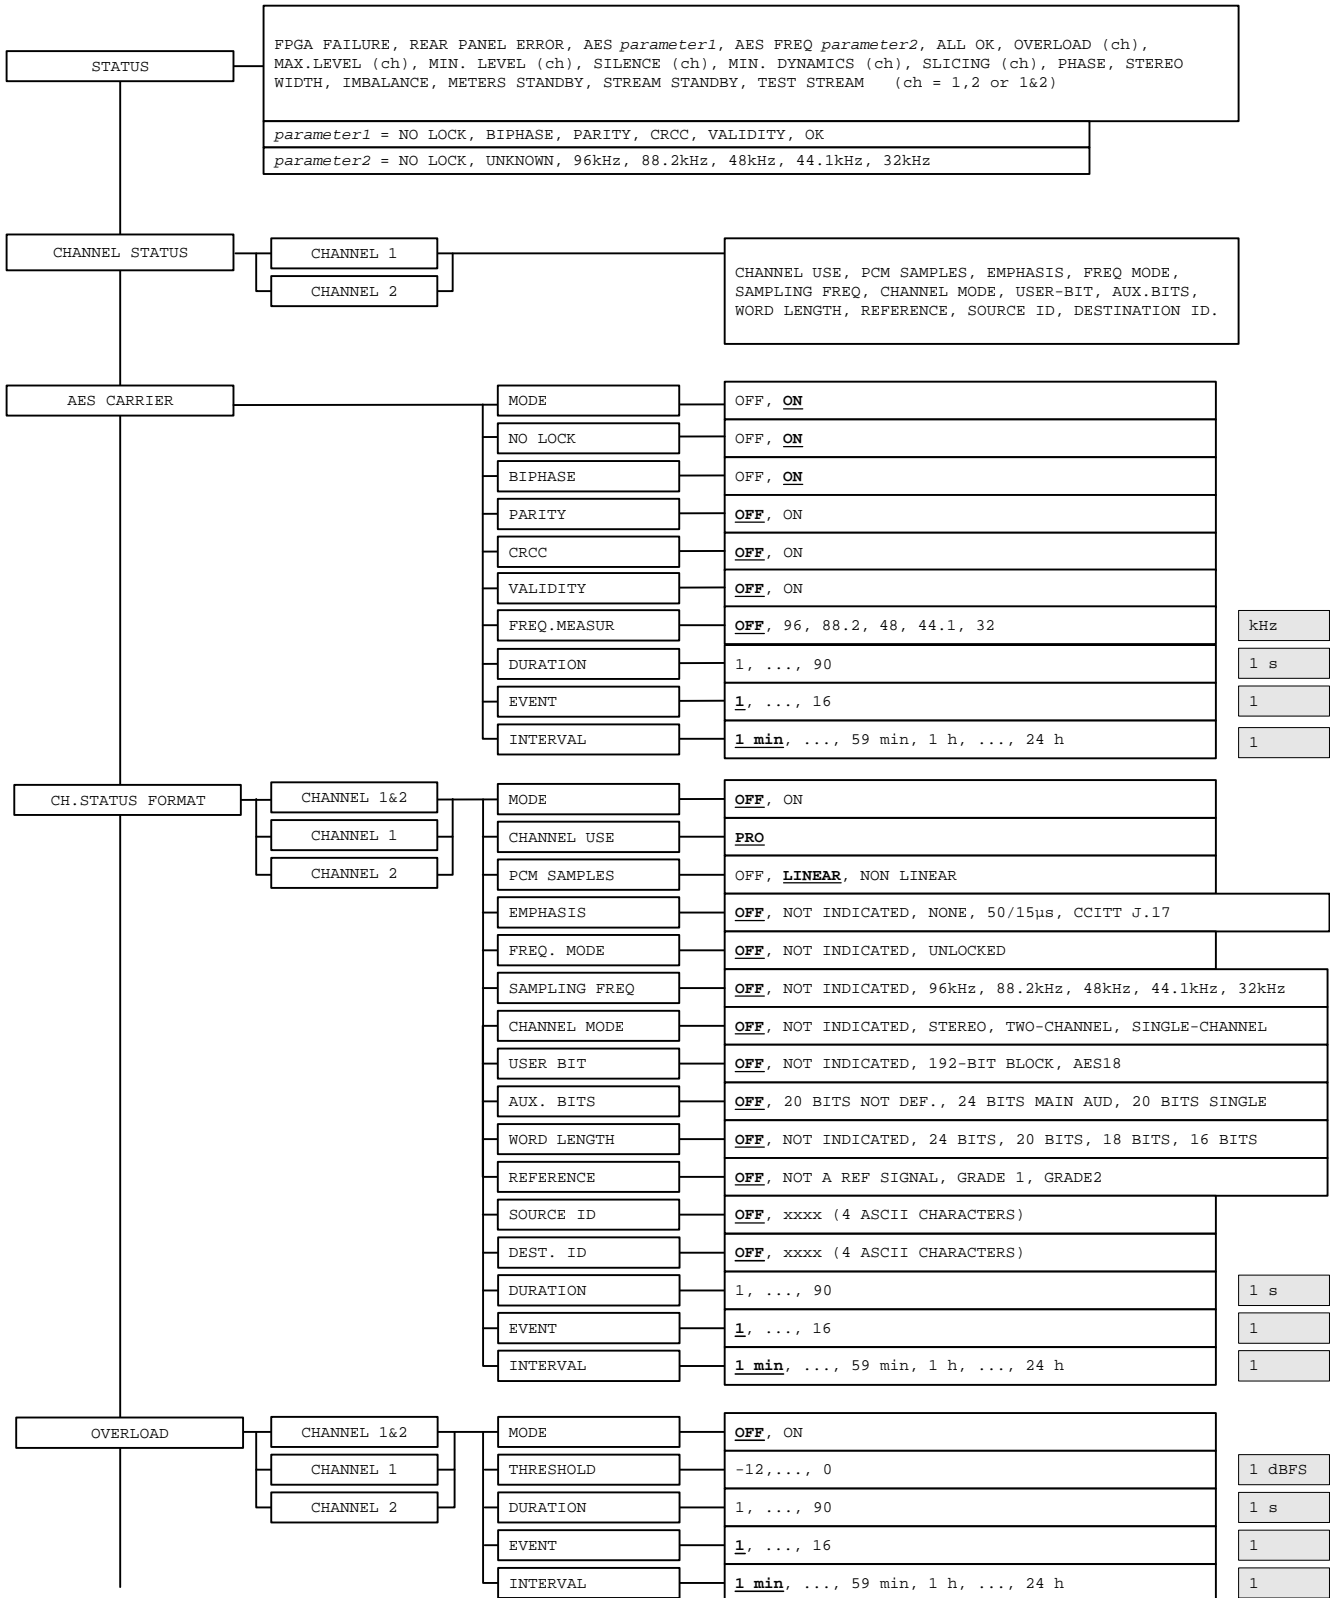 STATUS
FPGA FAILURE, REAR PANEL ERROR, AES parameter1, AES FREQ parameter2, ALL OK, OVERLOAD (ch),
MAX.LEVEL (ch), MIN. LEVEL (ch), SILENCE (ch), MIN. DYNAMICS (ch), SLICING (ch), PHASE, STEREO
WIDTH, IMBALANCE, METERS STANDBY, STREAM STANDBY, TEST STREAM (ch = 1,2 or 1&2)
parameter1 = NO LOCK, BIPHASE, PARITY, CRCC, VALIDITY, OK
parameter2 = NO LOCK, UNKNOWN, 96kHz, 88.2kHz, 48kHz, 44.1kHz, 32kHz
CHANNEL STATUS
CHANNEL 1
CHANNEL 2
CHANNEL USE, PCM SAMPLES, EMPHASIS, FREQ MODE,
SAMPLING FREQ, CHANNEL MODE, USER-BIT, AUX.BITS,
WORD LENGTH, REFERENCE, SOURCE ID, DESTINATION ID.
AES CARRIER
MODE OFF, ON
NO LOCK OFF, ON
BIPHASE OFF, ON
PARITY OFF, ON
CRCC OFF, ON
VALIDITY OFF, ON
FREQ.MEASUR OFF, 96, 88.2, 48, 44.1, 32 kHz
DURATION 1, ..., 90 1 s
EVENT 1, ..., 16 1
INTERVAL 1 min, ..., 59 min, 1 h, ..., 24 h 1
CH.STATUS FORMAT
CHANNEL 1&2
CHANNEL 1
CHANNEL 2
MODE OFF, ON
CHANNEL USE PRO
PCM SAMPLES OFF, LINEAR, NON LINEAR
EMPHASIS OFF, NOT INDICATED, NONE, 50/15µs, CCITT J.17
FREQ. MODE OFF, NOT INDICATED, UNLOCKED
SAMPLING FREQ OFF, NOT INDICATED, 96kHz, 88.2kHz, 48kHz, 44.1kHz, 32kHz
CHANNEL MODE OFF, NOT INDICATED, STEREO, TWO-CHANNEL, SINGLE-CHANNEL
USER BIT OFF, NOT INDICATED, 192-BIT BLOCK, AES18
AUX. BITS OFF, 20 BITS NOT DEF., 24 BITS MAIN AUD, 20 BITS SINGLE
WORD LENGTH OFF, NOT INDICATED, 24 BITS, 20 BITS, 18 BITS, 16 BITS
REFERENCE OFF, NOT A REF SIGNAL, GRADE 1, GRADE2
SOURCE ID OFF, xxxx (4 ASCII CHARACTERS)
DEST. ID OFF, xxxx (4 ASCII CHARACTERS)
DURATION 1, ..., 90 1 s
EVENT 1, ..., 16 1
INTERVAL 1 min, ..., 59 min, 1 h, ..., 24 h 1
OVERLOAD
CHANNEL 1&2
CHANNEL 1
CHANNEL 2
MODE OFF, ON
THRESHOLD -12,..., 0 1 dBFS
DURATION 1, ..., 90 1 s
EVENT 1, ..., 16 1
INTERVAL 1 min, ..., 59 min, 1 h, ..., 24 h 1